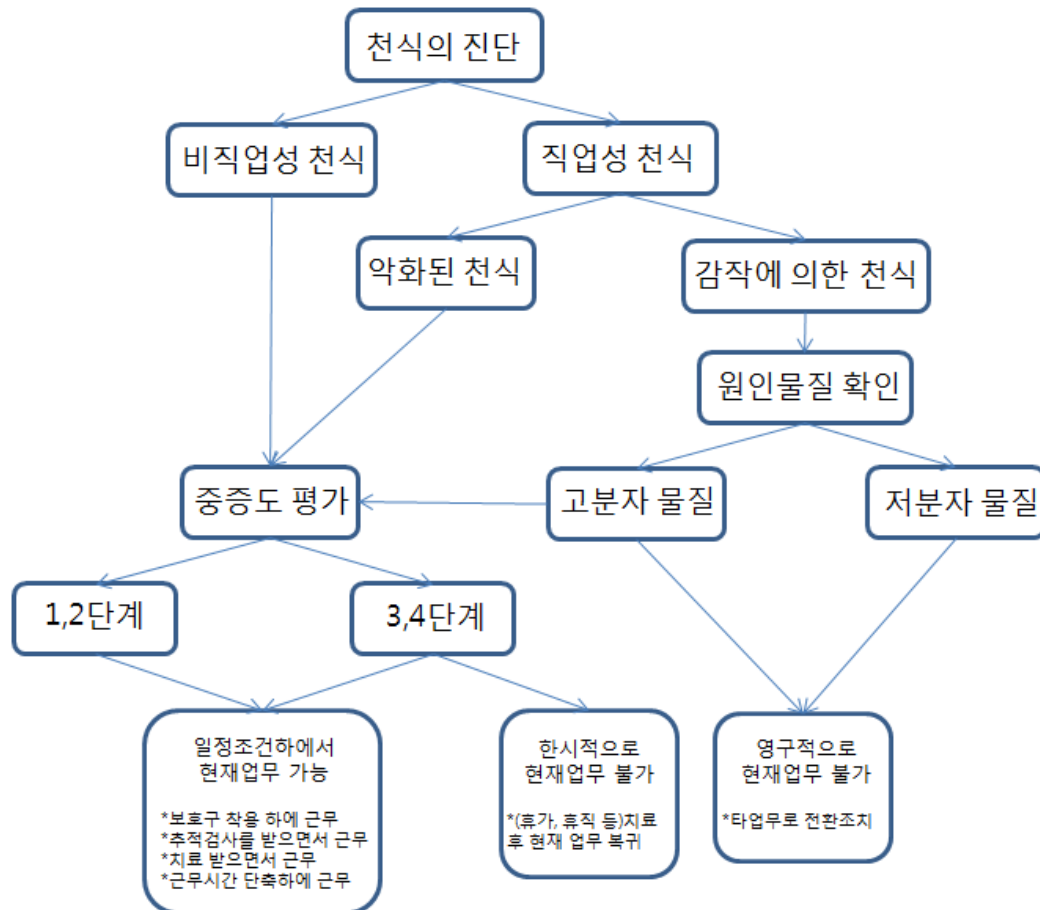 천식의 진단
비직업성 천식
직업성 천식
악화된 천식
감작에 의한 천식
원인물질 확인
중증도 평가
고분자 물질
저분자 물질
1,2단계
3,4단계
일정조건하에서
현재업무 가능
*보호구 착용 하에 근무
*추적검사를 받으면서 근무
*치료 받으면서 근무
*근무시간 단축하에 근무
한시적으로
현재업무 불가
*(휴가, 휴직 등)치료
후 현재 업무 복귀
영구적으로
현재업무 불가
*타업무로 전환조치